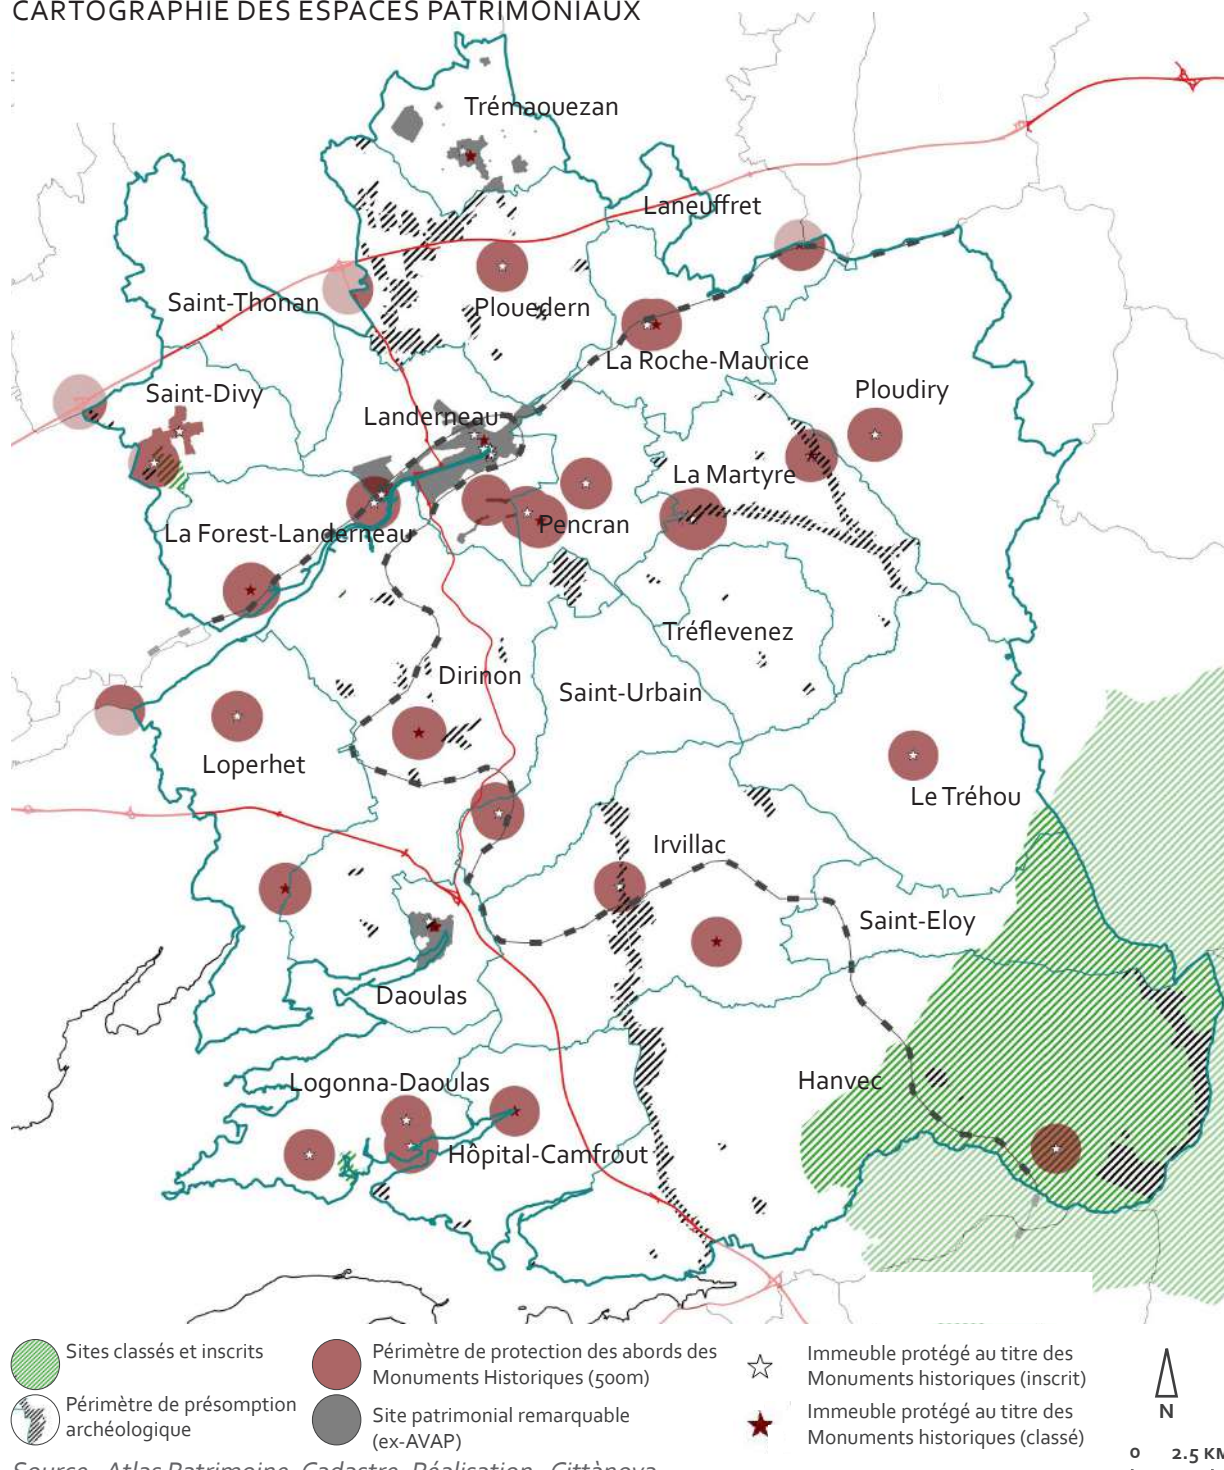 CARTOGRAPHIE DES ESPACES PATRIMONIAUX
Trémaouezan
Laneuffret
Saint-Thonan
Plouedern
La Roche-Maurice
Saint-Divy
Ploudiry
Landerneau
La Martyre
Pencran
La Forest-Landerneau
Tréflevenez
Dirinon
Saint-Urbain
Loperhet
Le Tréhou
Irvillac
Saint-Eloy
Daoulas
Hanvec
Logonna-Daoulas
Hôpital-Camfrout
Sites classés et inscrits
Périmètre de présomption
archéologique
Périmètre de protection des abords des
Monuments Historiques (500m)
Site patrimonial remarquable
(ex-AVAP)
Immeuble protégé au titre des
Monuments historiques (inscrit)
Immeuble protégé au titre des
Monuments historiques (classé)
N
0 2.5 KM
Source Atlas Patrimoine, Cadastre, Réalisation Cittànova